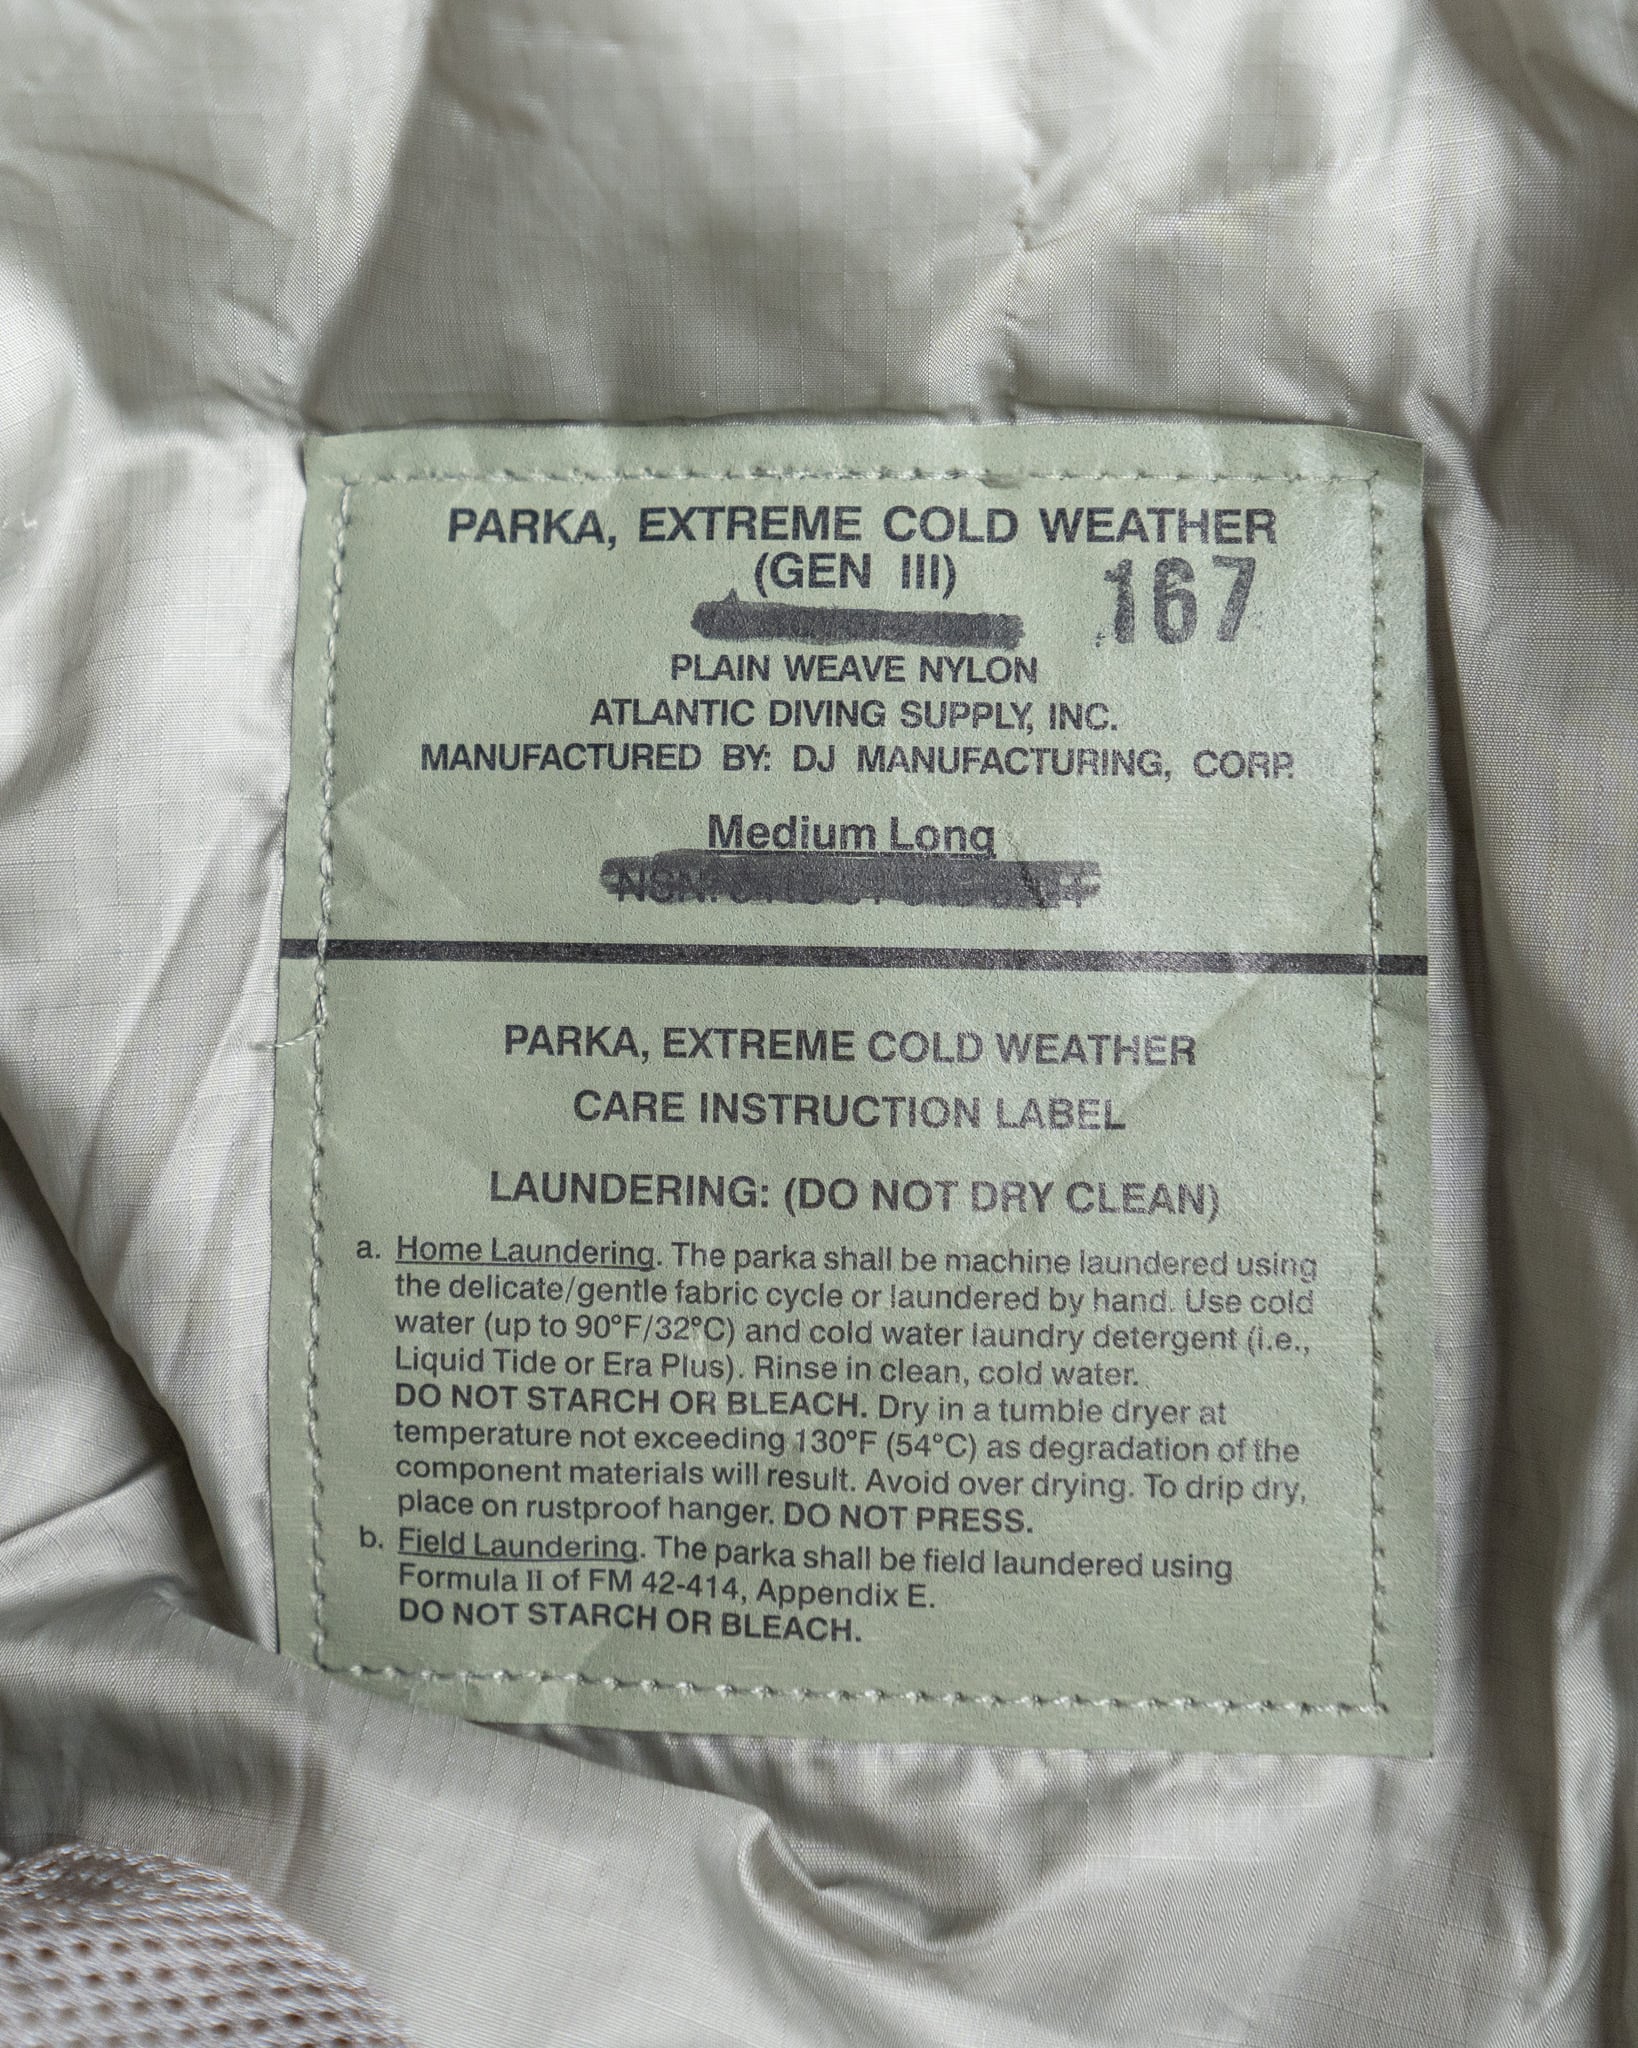 PARKA, EXTREME COLD WEATHER
(GEN III)
167
PLAIN WEAVE NYLON
ATLANTIC DIVING SUPPLY, INC.
MANUFACTURED BY: DJ MANUFACTURING, CORP.
Medium Long
NSN:
PARKA, EXTREME COLD WEATHER
CARE INSTRUCTION LABEL
LAUNDERING: (DO NOT DRY CLEAN)
a. Home Laundering. The parka shall be machine laundered using
the delicate/gentle fabric cycle or laundered by hand. Use cold
water (up to 90°F/32°C) and cold water laundry detergent (i.e.,
Liquid Tide or Era Plus). Rinse in clean, cold water.
DO NOT STARCH OR BLEACH. Dry in a tumble dryer at
temperature not exceeding 130°F (54°C) as degradation of the
component materials will result. Avoid over drying. To drip dry,
place on rustproof hanger. DO NOT PRESS.
b. Field Laundering. The parka shall be field laundered using
Formula II of FM 42-414, Appendix E.
DO NOT STARCH OR BLEACH.